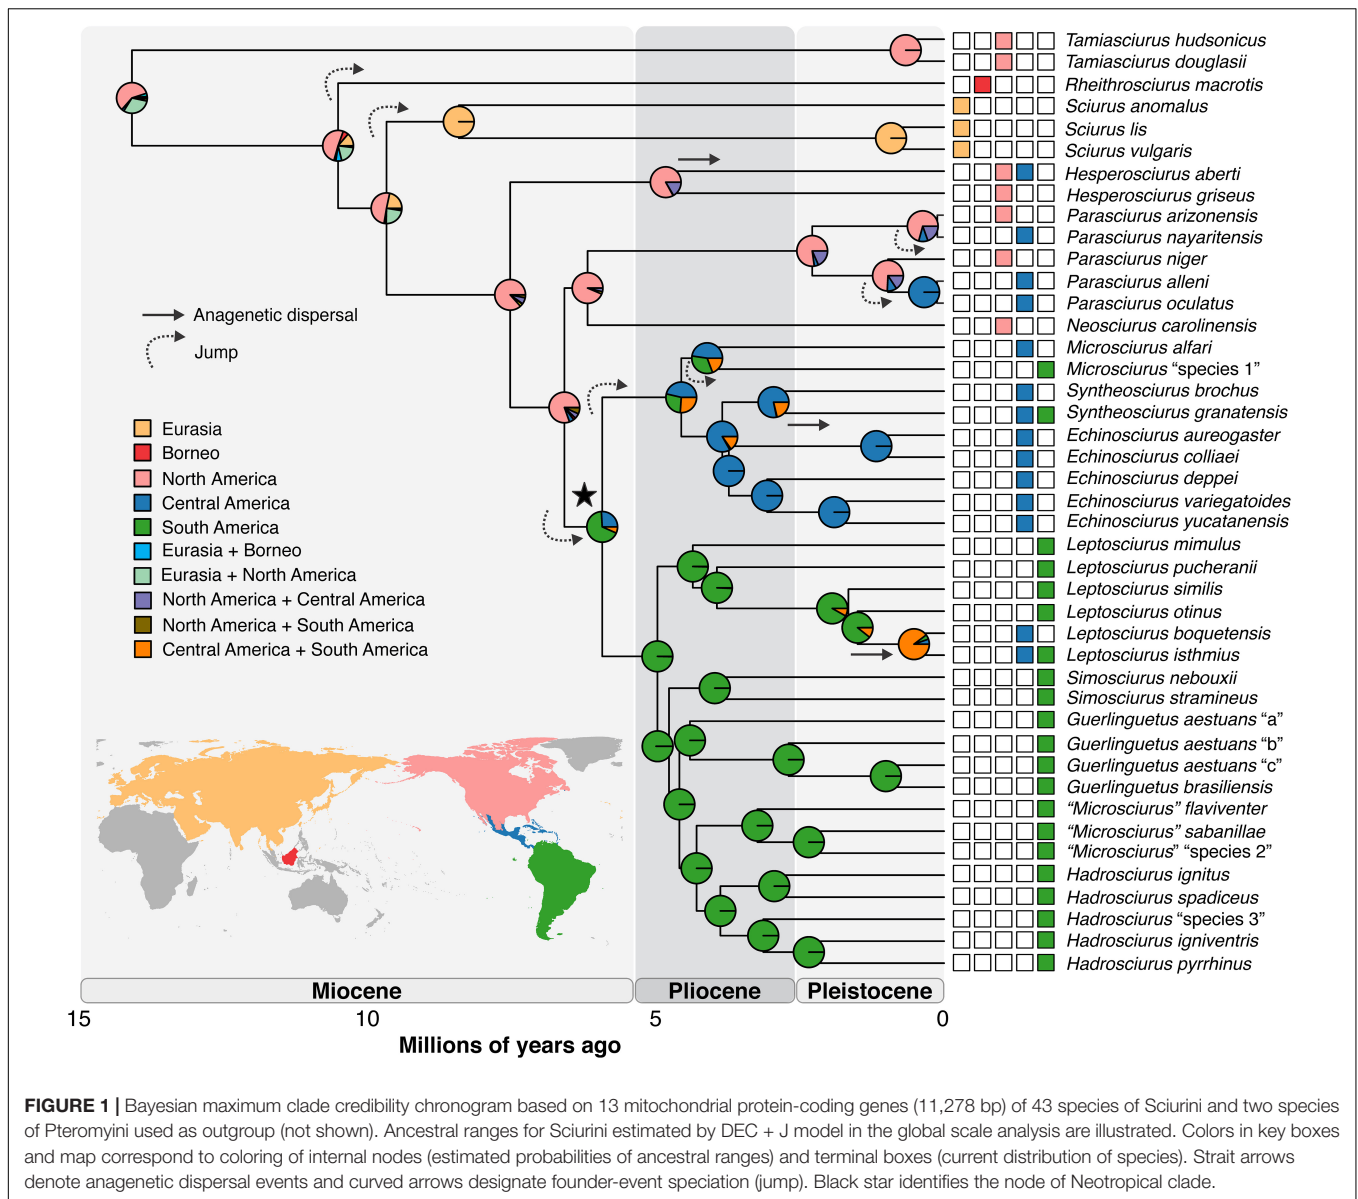 Tamiasciurus hudsonicus
Tamiasciurus douglasii
Rheithrosciurus macrotis
Sciurus anomalus
Sciurus lis
Sciurus vulgaris
Hesperosciurus aberti
Hesperosciurus griseus
Parasciurus arizonensis
Parasciurus nayaritensis
Parasciurus niger
Parasciurus alleni
Parasciurus oculatus
Neosciurus carolinensis
Microsciurus alfari
Microsciurus “species 1”
Syntheosciurus brochus
Syntheosciurus granatensis
Echinosciurus aureogaster
Echinosciurus colliaei
Echinosciurus deppei
Echinosciurus variegatoides
Echinosciurus yucatanensis
Leptosciurus mimulus
Leptosciurus pucheranii
Leptosciurus similis
Leptosciurus otinus
Leptosciurus boquetensis
Leptosciurus isthmius
Simosciurus nebouxii
Simosciurus stramineus
Guerlinguetus aestuans “a”
Guerlinguetus aestuans “b”
Guerlinguetus aestuans “c”
Guerlinguetus brasiliensis
“Microsciurus” flaviventer
“Microsciurus” sabanillae
“Microsciurus” “species 2”
Hadrosciurus ignitus
Hadrosciurus spadiceus
Hadrosciurus “species 3”
Hadrosciurus igniventris
Hadrosciurus pyrrhinus
Anagenetic dispersal
Jump
Eurasia
Borneo
North America
Central America
South America
Eurasia + Borneo
Eurasia + North America
North America + Central America
North America + South America
Central America + South America
Miocene Pliocene Pleistocene
15 10 5 0
Millions of years ago
FIGURE 1 | Bayesian maximum clade credibility chronogram based on 13 mitochondrial protein-coding genes (11,278 bp) of 43 species of Sciurini and two species
of Pteromyini used as outgroup (not shown). Ancestral ranges for Sciurini estimated by DEC + J model in the global scale analysis are illustrated. Colors in key boxes
and map correspond to coloring of internal nodes (estimated probabilities of ancestral ranges) and terminal boxes (current distribution of species). Strait arrows
denote anagenetic dispersal events and curved arrows designate founder-event speciation (jump). Black star identifies the node of Neotropical clade.